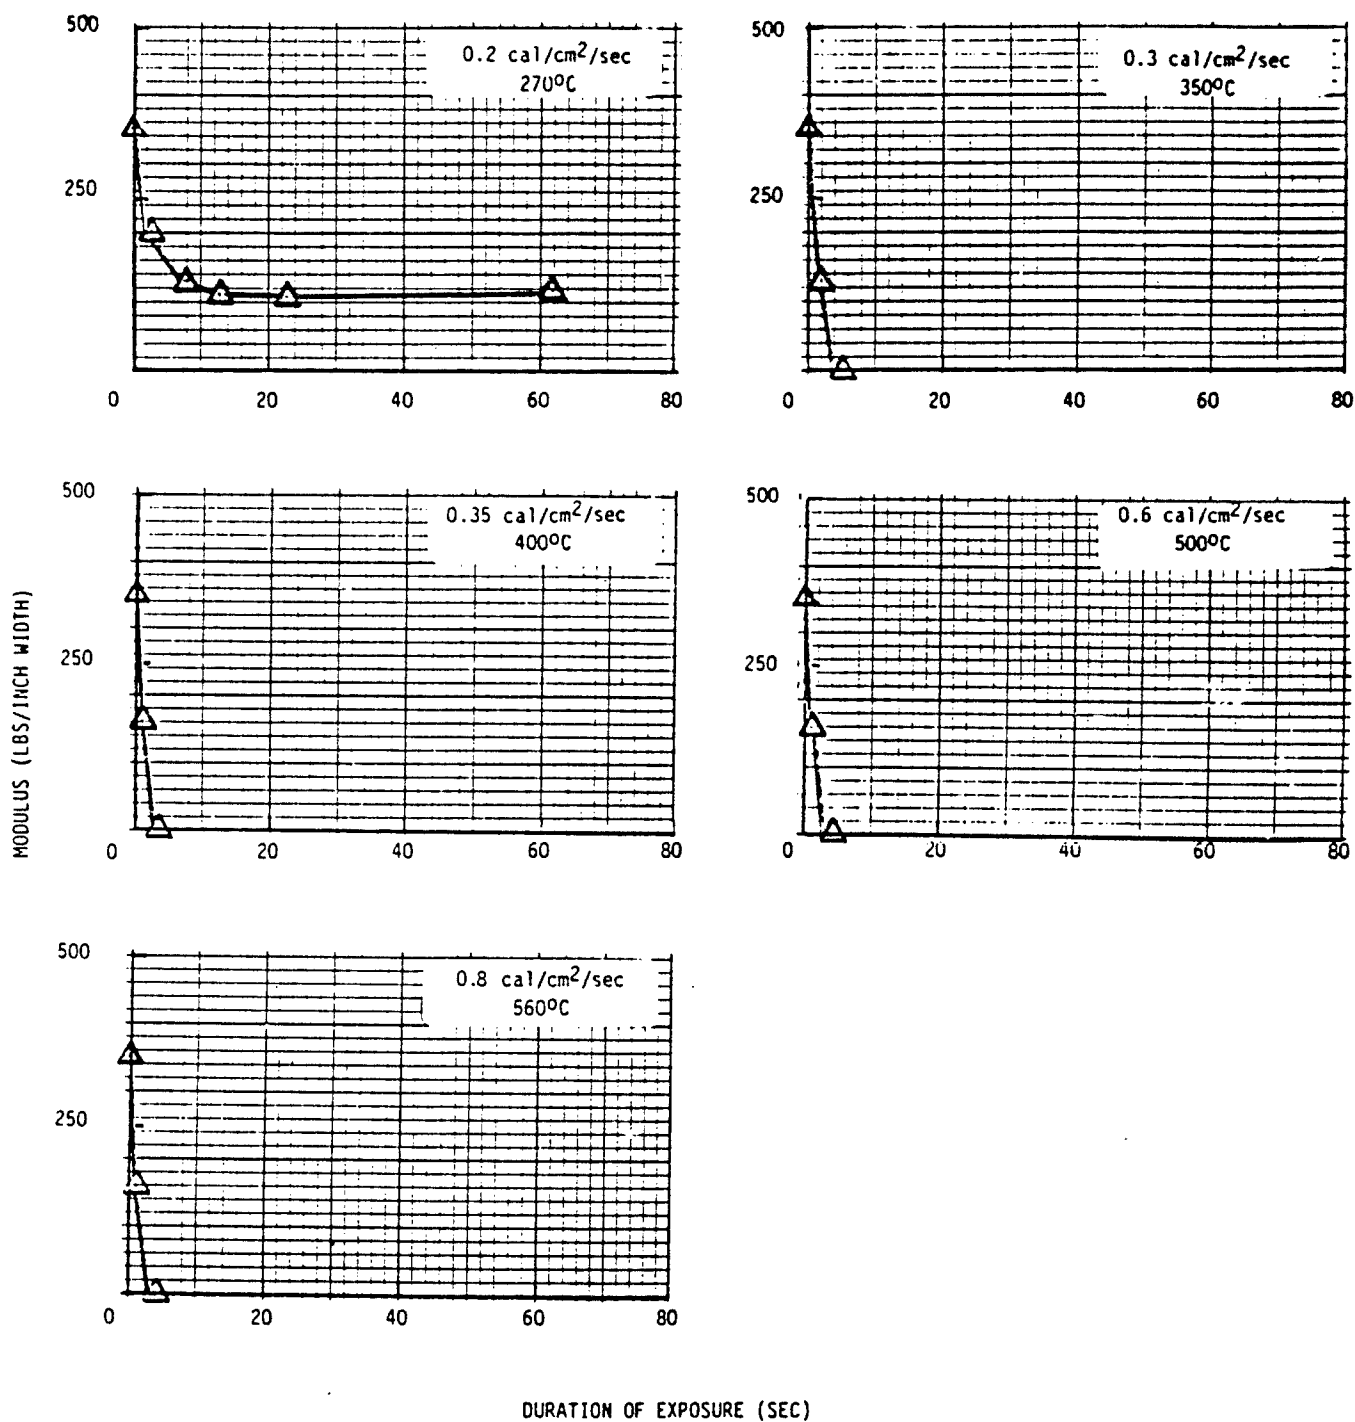 500
0.2 cal/cm²/sec
270°C
250
0 20 40 60 80
500
0.3 cal/cm²/sec
350°C
250
0 20 40 60 80
MODULUS (LBS/INCH WIDTH)
500
0.35 cal/cm²/sec
400°C
250
0 20 40 60 80
500
0.6 cal/cm²/sec
500°C
250
0 20 40 60 80
500
0.8 cal/cm²/sec
560°C
250
0 20 40 60 80
DURATION OF EXPOSURE (SEC)